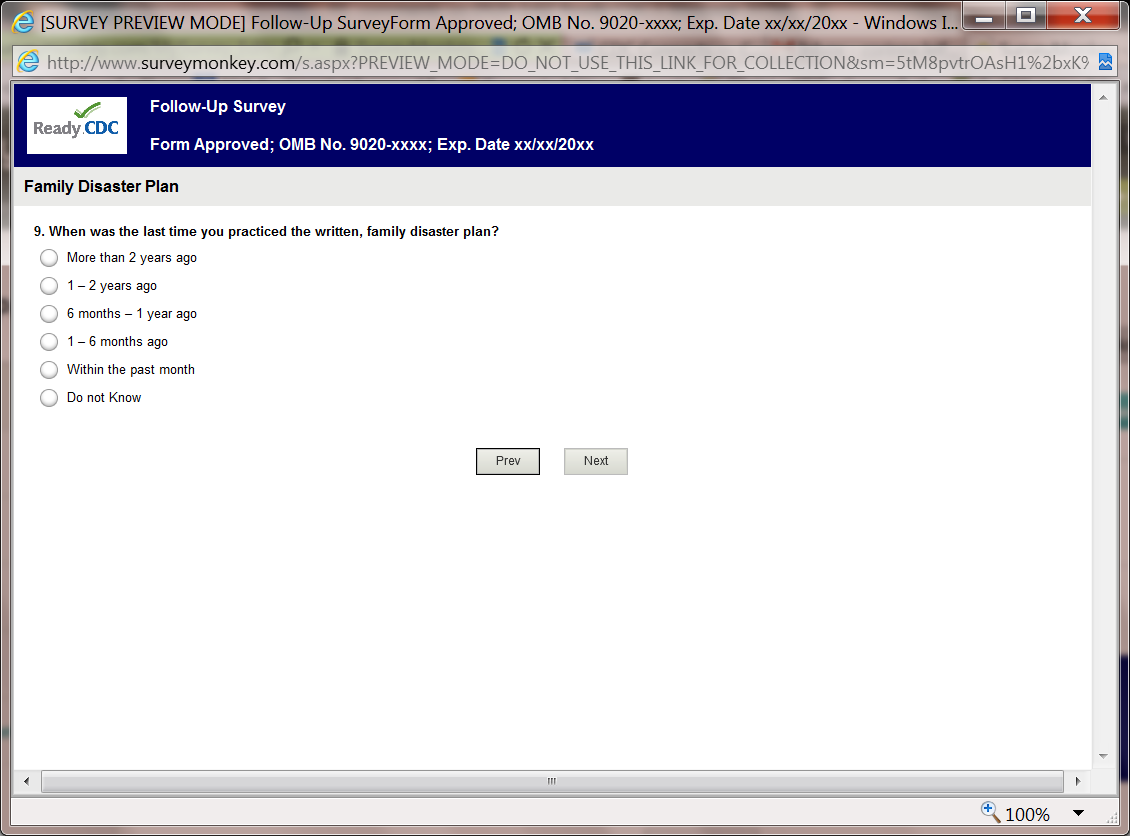 [SURVEY PREVIEW MODE] Follow-Up SurveyForm Approved; OMB No. 9020-xxxx; Exp. Date xx/xx/20xx - Windows I...
http://www.surveymonkey.com/s.aspx?PREVIEW_MODE=DO_NOT_USE_THIS_LINK_FOR_COLLECTION&sm=5tM8pvtrOAsH1%2bxK%
Ready CDC
Follow-Up Survey
Form Approved; OMB No. 9020-xxxx; Exp. Date xx/xx/20xx
Family Disaster Plan
9. When was the last time you practiced the written, family disaster plan?
More than 2 years ago
1 – 2 years ago
6 months – 1 year ago
1 – 6 months ago
Within the past month
Do not Know
Prev Next
100%